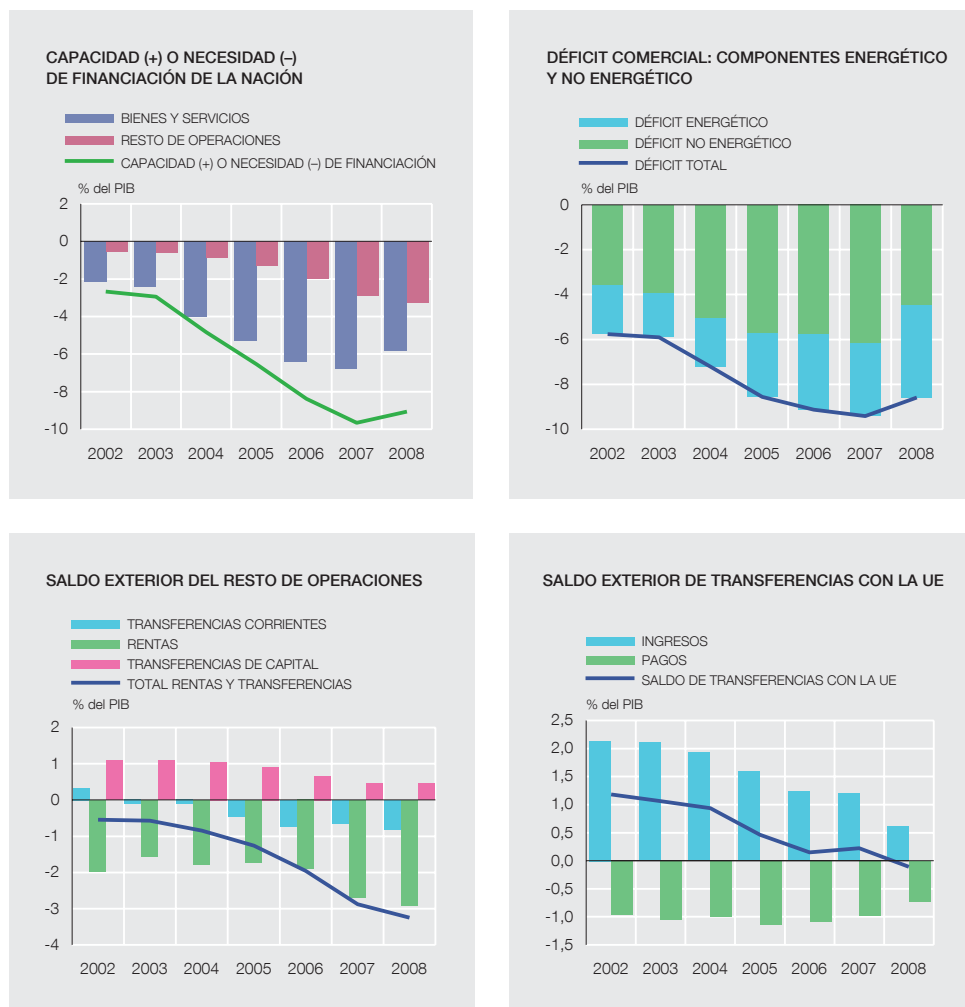 CAPACIDAD (+) O NECESIDAD (–)
DE FINANCIACIÓN DE LA NACIÓN
BIENES Y SERVICIOS
RESTO DE OPERACIONES
CAPACIDAD (+) O NECESIDAD (–) DE FINANCIACIÓN
% del PIB
2
0
-2
-4
-6
-8
-10
2002 2003 2004 2005 2006 2007 2008
DÉFICIT COMERCIAL: COMPONENTES ENERGÉTICO
Y NO ENERGÉTICO
DÉFICIT ENERGÉTICO
DÉFICIT NO ENERGÉTICO
DÉFICIT TOTAL
% del PIB
0
-2
-4
-6
-8
-10
2002 2003 2004 2005 2006 2007 2008
SALDO EXTERIOR DEL RESTO DE OPERACIONES
TRANSFERENCIAS CORRIENTES
RENTAS
TRANSFERENCIAS DE CAPITAL
TOTAL RENTAS Y TRANSFERENCIAS
% del PIB
2
1
0
-1
-2
-3
-4
2002 2003 2004 2005 2006 2007 2008
SALDO EXTERIOR DE TRANSFERENCIAS CON LA UE
INGRESOS
PAGOS
SALDO DE TRANSFERENCIAS CON LA UE
% del PIB
2,5
2,0
1,5
1,0
0,5
0,0
-0,5
-1,0
-1,5
2002 2003 2004 2005 2006 2007 2008